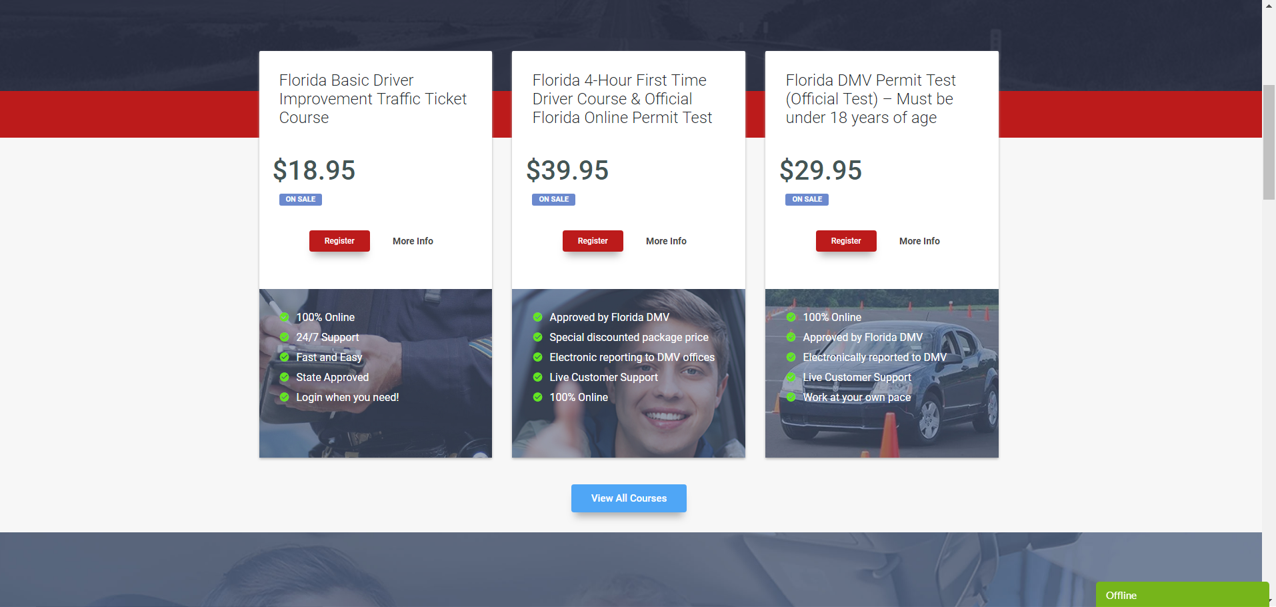 Florida Basic Driver
Improvement Traffic Ticket
Course
$18.95
ON SALE
Register
More Info
100% Online
24/7 Support
Fast and Easy
State Approved
Login when you need!
Florida 4-Hour First Time
Driver Course & Official
Florida Online Permit Test
$39.95
ON SALE
Register
More Info
Approved by Florida DMV
Special discounted package price
Electronic reporting to DMV offices
Live Customer Support
100% Online
Florida DMV Permit Test
(Official Test) – Must be
under 18 years of age
$29.95
ON SALE
Register
More Info
100% Online
Approved by Florida DMV
Electronically reported to DMV
Live Customer Support
Work at your own pace
View All Courses
Offline